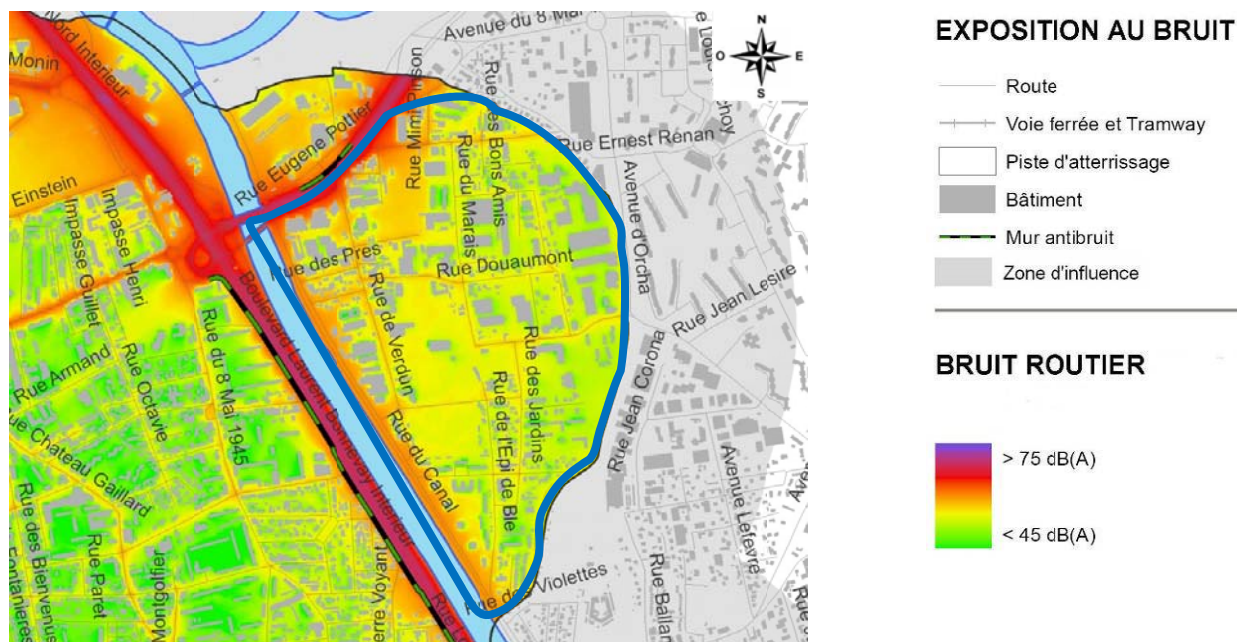 Nord Interieur
Monin
Avenue du 8 Mai
N
O
E
S
Rue Mimi Pinson
Rue des Bons Amis
Rue Eugène Pottier
Rue Ernest Renan
Einstein
Impasse Guillet
Impasse Henri
Rue du Marais
Avenue d'Orcha
Rue des Pres
Rue Douaumont
Rue Jean Lesire
Boulevard Laurent Bonnevay Interieur
Rue de Verdun
Rue Armand
Rue Octavie
Rue du 8 Mai 1945
Rue des Jardins
Rue de l'Epi de Ble
Rue Jean Corona
Rue Chateau Gaillard
Rue du Canal
Avenue Lefevre
Rue des Bienvenus
Fontanieres
Rue Paret
Montgolfier
Rue des Violettes
EXPOSITION AU BRUIT
Route
Voie ferrée et Tramway
Piste d'atterrissage
Bâtiment
Mur antibruit
Zone d'influence
BRUIT ROUTIER
> 75 dB(A)
< 45 dB(A)